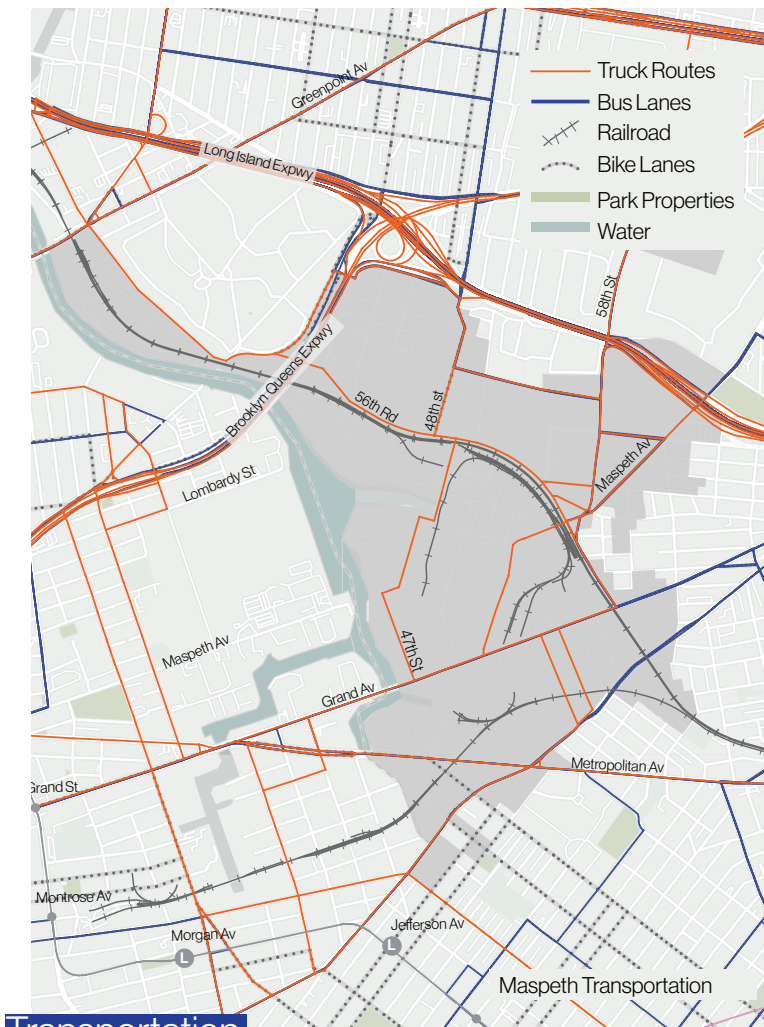 Greenpoint Av
Truck Routes
Bus Lanes
Railroad
Bike Lanes
Park Properties
Water
Long Island Expwy
58th St
Brooklyn Queens Expwy
56th Rd
48th st
Maspeth Av
Lombardy St
Maspeth Av
47th St
Grand Av
Metropolitan Av
Grand St
Montrose Av
Morgan Av
L
Jefferson Av
L
Maspeth Transportation
Transportation